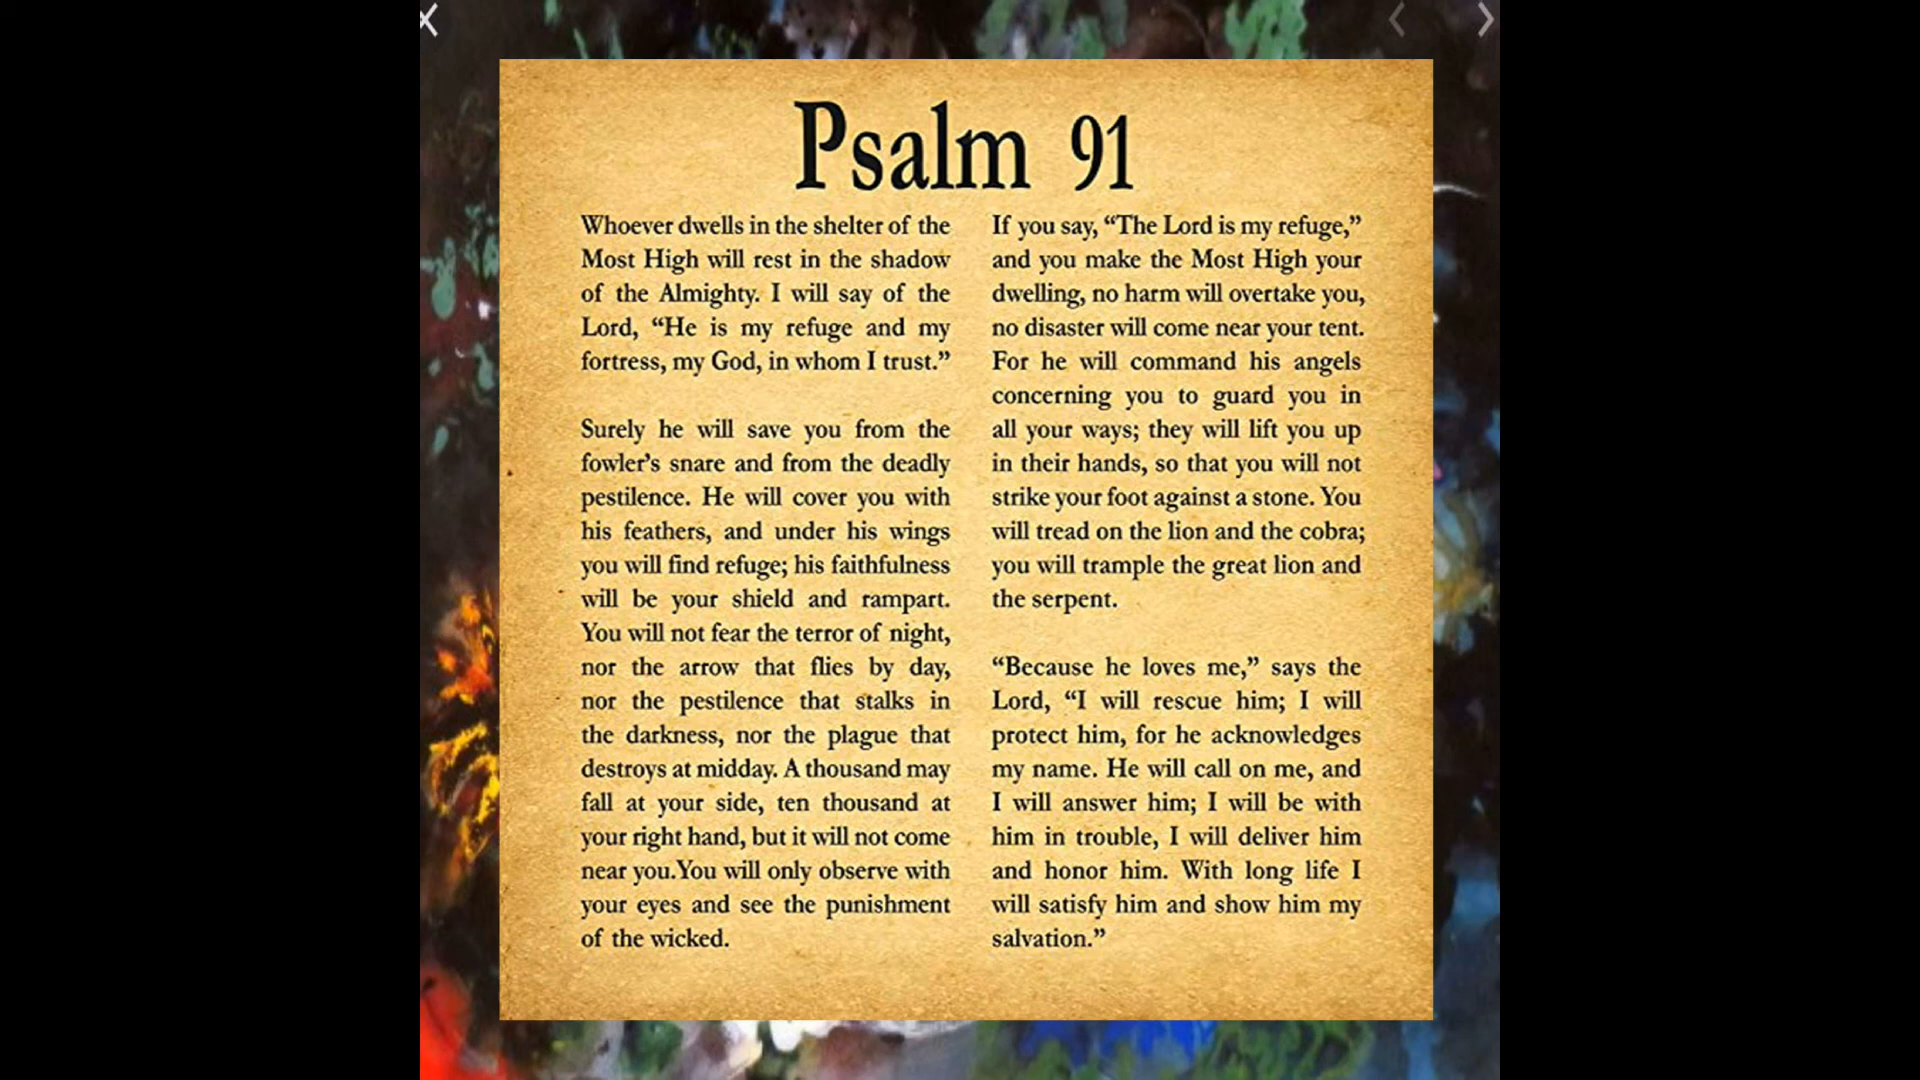 Psalm 91
Whoever dwells in the shelter of the
Most High will rest in the shadow
of the Almighty. I will say of the
Lord, “He is my refuge and my
fortress, my God, in whom I trust.”
Surely he will save you from the
fowler’s snare and from the deadly
pestilence. He will cover you with
his feathers, and under his wings
you will find refuge; his faithfulness
will be your shield and rampart.
You will not fear the terror of night,
nor the arrow that flies by day,
nor the pestilence that stalks in
the darkness, nor the plague that
destroys at midday. A thousand may
fall at your side, ten thousand at
your right hand, but it will not come
near you.You will only observe with
your eyes and see the punishment
of the wicked.
If you say, “The Lord is my refuge,”
and you make the Most High your
dwelling, no harm will overtake you,
no disaster will come near your tent.
For he will command his angels
concerning you to guard you in
all your ways; they will lift you up
in their hands, so that you will not
strike your foot against a stone. You
will tread on the lion and the cobra;
you will trample the great lion and
the serpent.
“Because he loves me,” says the
Lord, “I will rescue him; I will
protect him, for he acknowledges
my name. He will call on me, and
I will answer him; I will be with
him in trouble, I will deliver him
and honor him. With long life I
will satisfy him and show him my
salvation.”